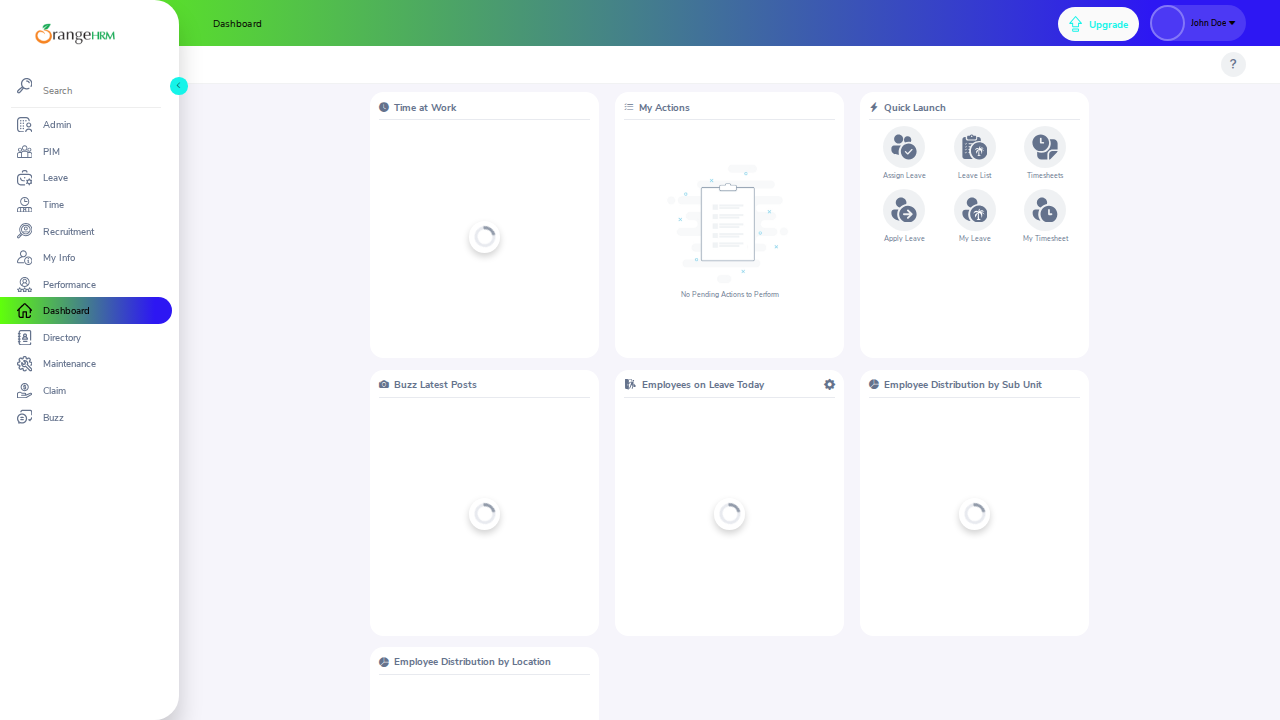 OrangeHRM
Dashboard
Upgrade
John Doe
Search
?
Admin
PIM
Leave
Time
Recruitment
My Info
Performance
Dashboard
Directory
Maintenance
Claim
Buzz
Time at Work
My Actions
No Pending Actions to Perform
Quick Launch
Assign Leave
Leave List
Timesheets
Apply Leave
My Leave
My Timesheet
Buzz Latest Posts
Employees on Leave Today
Employee Distribution by Sub Unit
Employee Distribution by Location